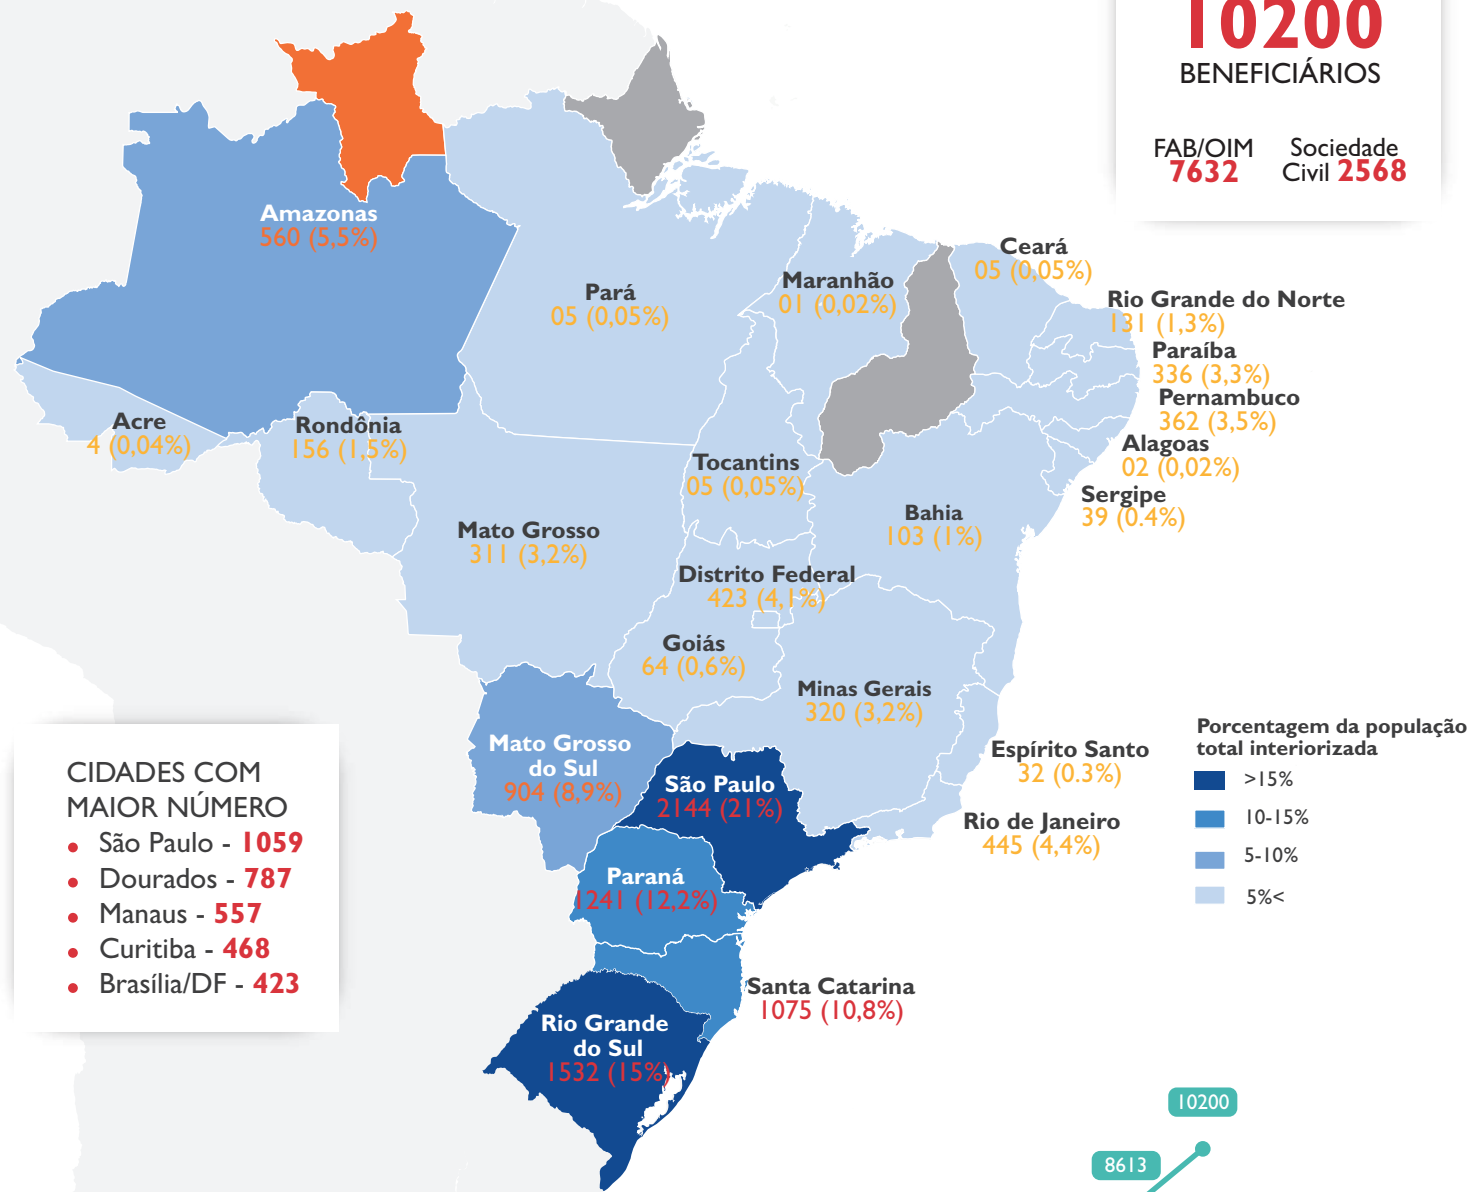 10200
BENEFICIÁRIOS
FAB/OIM
7632
Sociedade
Civil 2568
Amazonas
560 (5,5%)
Pará
05 (0,05%)
Maranhão
01 (0,02%)
Ceará
05 (0,05%)
Rio Grande do Norte
131 (1,3%)
Paraíba
336 (3,3%)
Pernambuco
362 (3,5%)
Alagoas
02 (0,02%)
Sergipe
39 (0.4%)
Acre
4 (0,04%)
Rondônia
156 (1,5%)
Tocantins
05 (0,05%)
Bahia
103 (1%)
Mato Grosso
311 (3,2%)
Distrito Federal
423 (4,1%)
Goiás
64 (0,6%)
Minas Gerais
320 (3,2%)
Mato Grosso
do Sul
904 (8,9%)
São Paulo
2144 (21%)
Espírito Santo
32 (0.3%)
Rio de Janeiro
445 (4,4%)
Paraná
1241 (12,2%)
Santa Catarina
1075 (10,8%)
Rio Grande
do Sul
1532 (15%)
CIDADES COM
MAIOR NÚMERO
• São Paulo - 1059
• Dourados - 787
• Manaus - 557
• Curitiba - 468
• Brasília/DF - 423
Porcentagem da população
total interiorizada
>15%
10-15%
5-10%
5%<
10200
8613